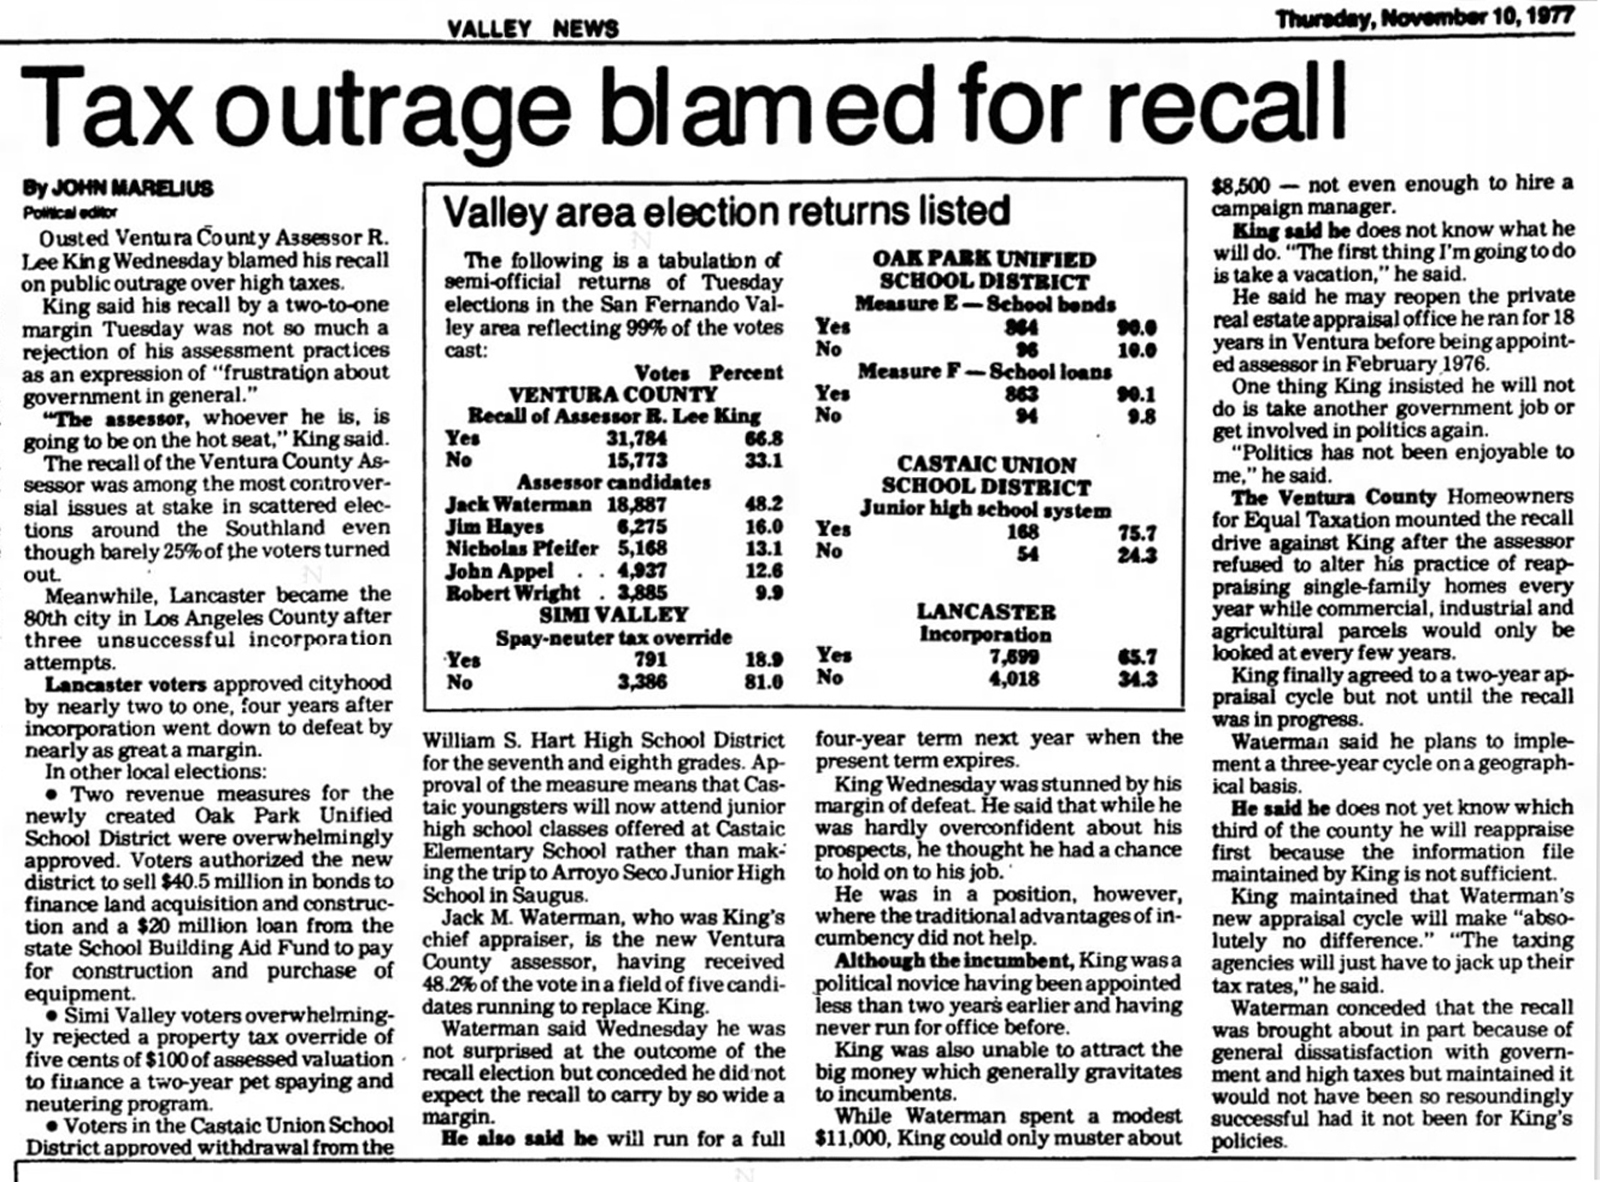 VALLEY NEWS
Thursday, November 10, 1977
Tax outrage blamed for recall
By JOHN MARELIUS
Political editor
Ousted Ventura County Assessor R.
Lee King Wednesday blamed his recall
on public outrage over high taxes.
King said his recall by a two-to-one
margin Tuesday was not so much a
rejection of his assessment practices
as an expression of "frustration about
government in general."
"The assessor, whoever he is, is
going to be on the hot seat," King said.
The recall of the Ventura County As-
sessor was among the most controver-
sial issues at stake in scattered elec-
tions around the Southland even
though barely 25% of the voters turned
out.
Meanwhile, Lancaster became the
80th city in Los Angeles County after
three unsuccessful incorporation
attempts.
Lancaster voters approved cityhood
by nearly two to one, four years after
incorporation went down to defeat by
nearly as great a margin.
In other local elections:
• Two revenue measures for the
newly created Oak Park Unified
School District were overwhelmingly
approved. Voters authorized the new
district to sell $40.5 million in bonds to
finance land acquisition and construc-
tion and a $20 million loan from the
state School Building Aid Fund to pay
for construction and purchase of
equipment.
• Simi Valley voters overwhelming-
ly rejected a property tax override of
five cents of $100 of assessed valuation
to finance a two-year pet spaying and
neutering program.
• Voters in the Castaic Union School
District approved withdrawal from the
Valley area election returns listed
The following is a tabulation of
semi-official returns of Tuesday
elections in the San Fernando Val-
ley area reflecting 99% of the votes
cast:
Votes Percent
VENTURA COUNTY
Recall of Assessor R. Lee King
Yes 31,784 66.8
No 15,773 33.1
Assessor candidates
Jack Waterman 18,887 48.2
Jim Hayes 6,275 16.0
Nicholas Pfeifer 5,168 13.1
John Appel . . 4,937 12.6
Robert Wright . 3,885 9.9
SIMI VALLEY
Spay-neuter tax override
Yes 791 18.9
No 3,386 81.0
OAK PARK UNIFIED
SCHOOL DISTRICT
Measure E — School bonds
Yes 864 90.0
No 96 10.0
Measure F — School loans
Yes 863 90.1
No 94 9.8
CASTAIC UNION
SCHOOL DISTRICT
Junior high school system
Yes 168 75.7
No 54 24.3
LANCASTER
Incorporation
Yes 7,699 65.7
No 4,018 34.3
William S. Hart High School District
for the seventh and eighth grades. Ap-
proval of the measure means that Cas-
taic youngsters will now attend junior
high school classes offered at Castaic
Elementary School rather than mak-
ing the trip to Arroyo Seco Junior High
School in Saugus.
Jack M. Waterman, who was King's
chief appraiser, is the new Ventura
County assessor, having received
48.2% of the vote in a field of five candi-
dates running to replace King.
Waterman said Wednesday he was
not surprised at the outcome of the
recall election but conceded he did not
expect the recall to carry by so wide a
margin.
He also said he will run for a full
four-year term next year when the
present term expires.
King Wednesday was stunned by his
margin of defeat. He said that while he
was hardly overconfident about his
prospects, he thought he had a chance
to hold on to his job.
He was in a position, however,
where the traditional advantages of in-
cumbency did not help.
Although the incumbent, King was a
political novice having been appointed
less than two years earlier and having
never run for office before.
King was also unable to attract the
big money which generally gravitates
to incumbents.
While Waterman spent a modest
$11,000, King could only muster about
$8,500 — not even enough to hire a
campaign manager.
King said he does not know what he
will do. "The first thing I'm going to do
is take a vacation," he said.
He said he may reopen the private
real estate appraisal office he ran for 18
years in Ventura before being appoint-
ed assessor in February 1976.
One thing King insisted he will not
do is take another government job or
get involved in politics again.
"Politics has not been enjoyable to
me," he said.
The Ventura County Homeowners
for Equal Taxation mounted the recall
drive against King after the assessor
refused to alter his practice of reap-
praising single-family homes every
year while commercial, industrial and
agricultural parcels would only be
looked at every few years.
King finally agreed to a two-year ap-
praisal cycle but not until the recall
was in progress.
Waterman said he plans to imple-
ment a three-year cycle on a geograph-
ical basis.
He said he does not yet know which
third of the county he will reappraise
first because the information file
maintained by King is not sufficient.
King maintained that Waterman's
new appraisal cycle will make "abso-
lutely no difference." "The taxing
agencies will just have to jack up their
tax rates," he said.
Waterman conceded that the recall
was brought about in part because of
general dissatisfaction with govern-
ment and high taxes but maintained it
would not have been so resoundingly
successful had it not been for King's
policies.